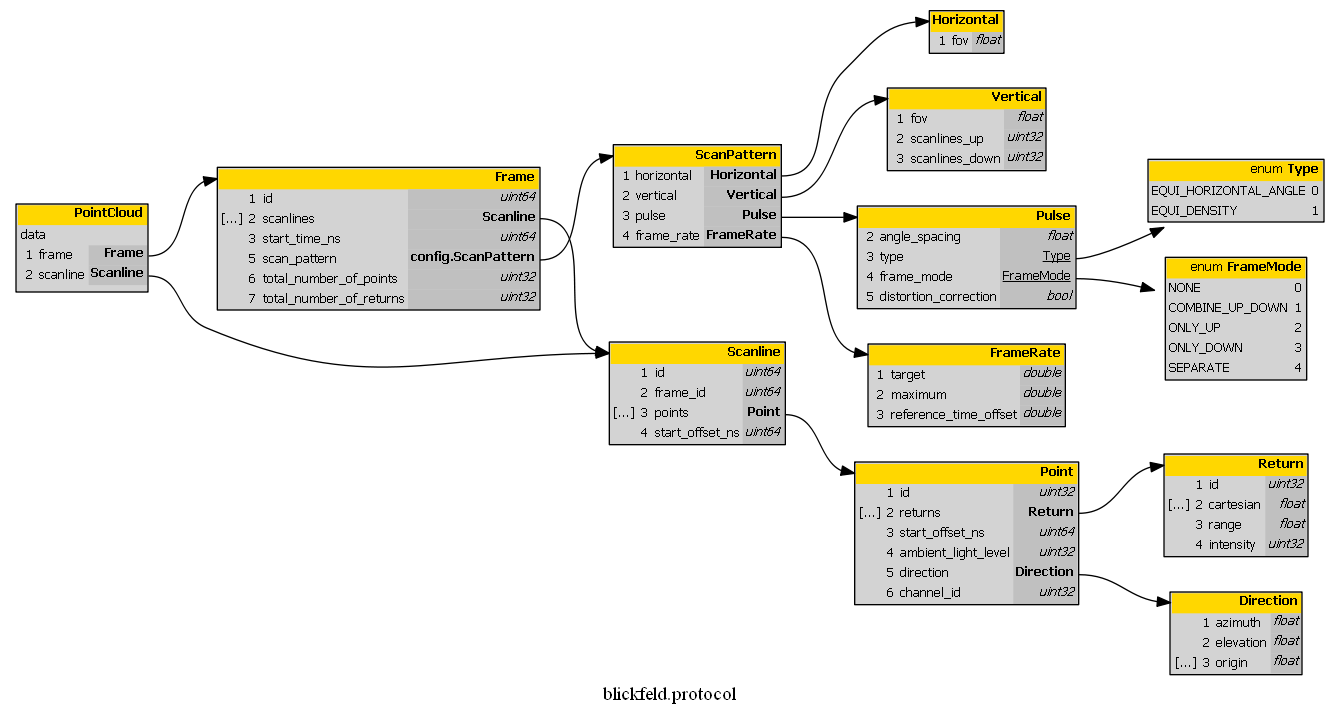 PointCloud
data
1 frame Frame
2 scanline Scanline
Frame
1 id uint64
[...] 2 scanlines Scanline
3 start_time_ns uint64
5 scan_pattern config.ScanPattern
6 total_number_of_points uint32
7 total_number_of_returns uint32
ScanPattern
1 horizontal Horizontal
2 vertical Vertical
3 pulse Pulse
4 frame_rate FrameRate
Scanline
1 id uint64
2 frame_id uint64
[...] 3 points Point
4 start_offset_ns uint64
Horizontal
1 fov float
Vertical
1 fov float
2 scanlines_up uint32
3 scanlines_down uint32
Pulse
2 angle_spacing float
3 type Type
4 frame_mode FrameMode
5 distortion_correction bool
FrameRate
1 target double
2 maximum double
3 reference_time_offset double
Point
1 id uint32
[...] 2 returns Return
3 start_offset_ns uint64
4 ambient_light_level uint32
5 direction Direction
6 channel_id uint32
enum Type
EQUI_HORIZONTAL_ANGLE 0
EQUI_DENSITY 1
enum FrameMode
NONE 0
COMBINE_UP_DOWN 1
ONLY_UP 2
ONLY_DOWN 3
SEPARATE 4
Return
1 id uint32
[...] 2 cartesian float
3 range float
4 intensity uint32
Direction
1 azimuth float
2 elevation float
[...] 3 origin float
blickfeld.protocol